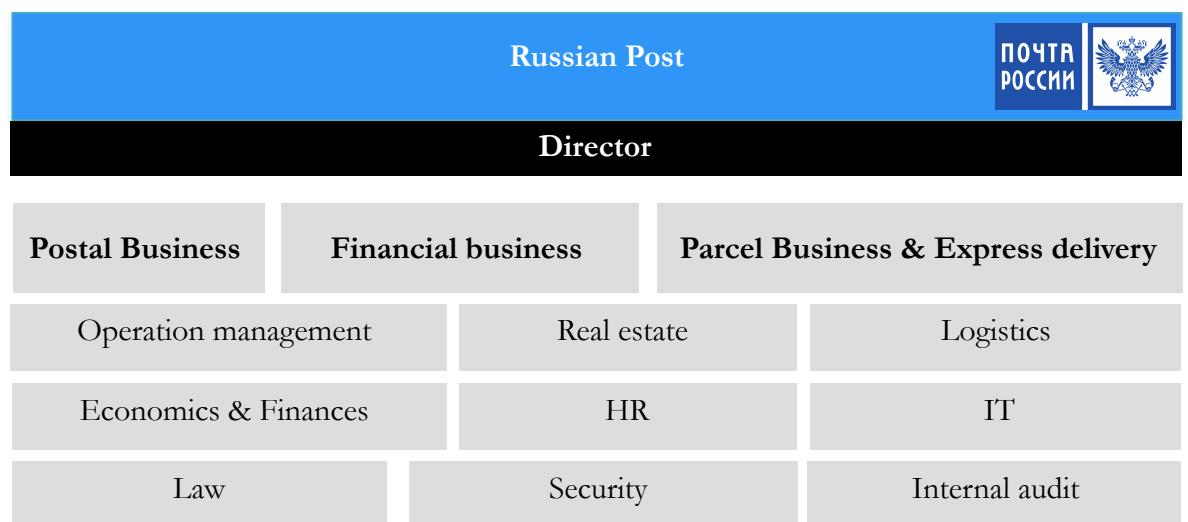 Russian Post
ПОЧТА
РОССИИ
Director
Postal Business
Financial business
Parcel Business & Express delivery
Operation management
Real estate
Logistics
Economics & Finances
HR
IT
Law
Security
Internal audit